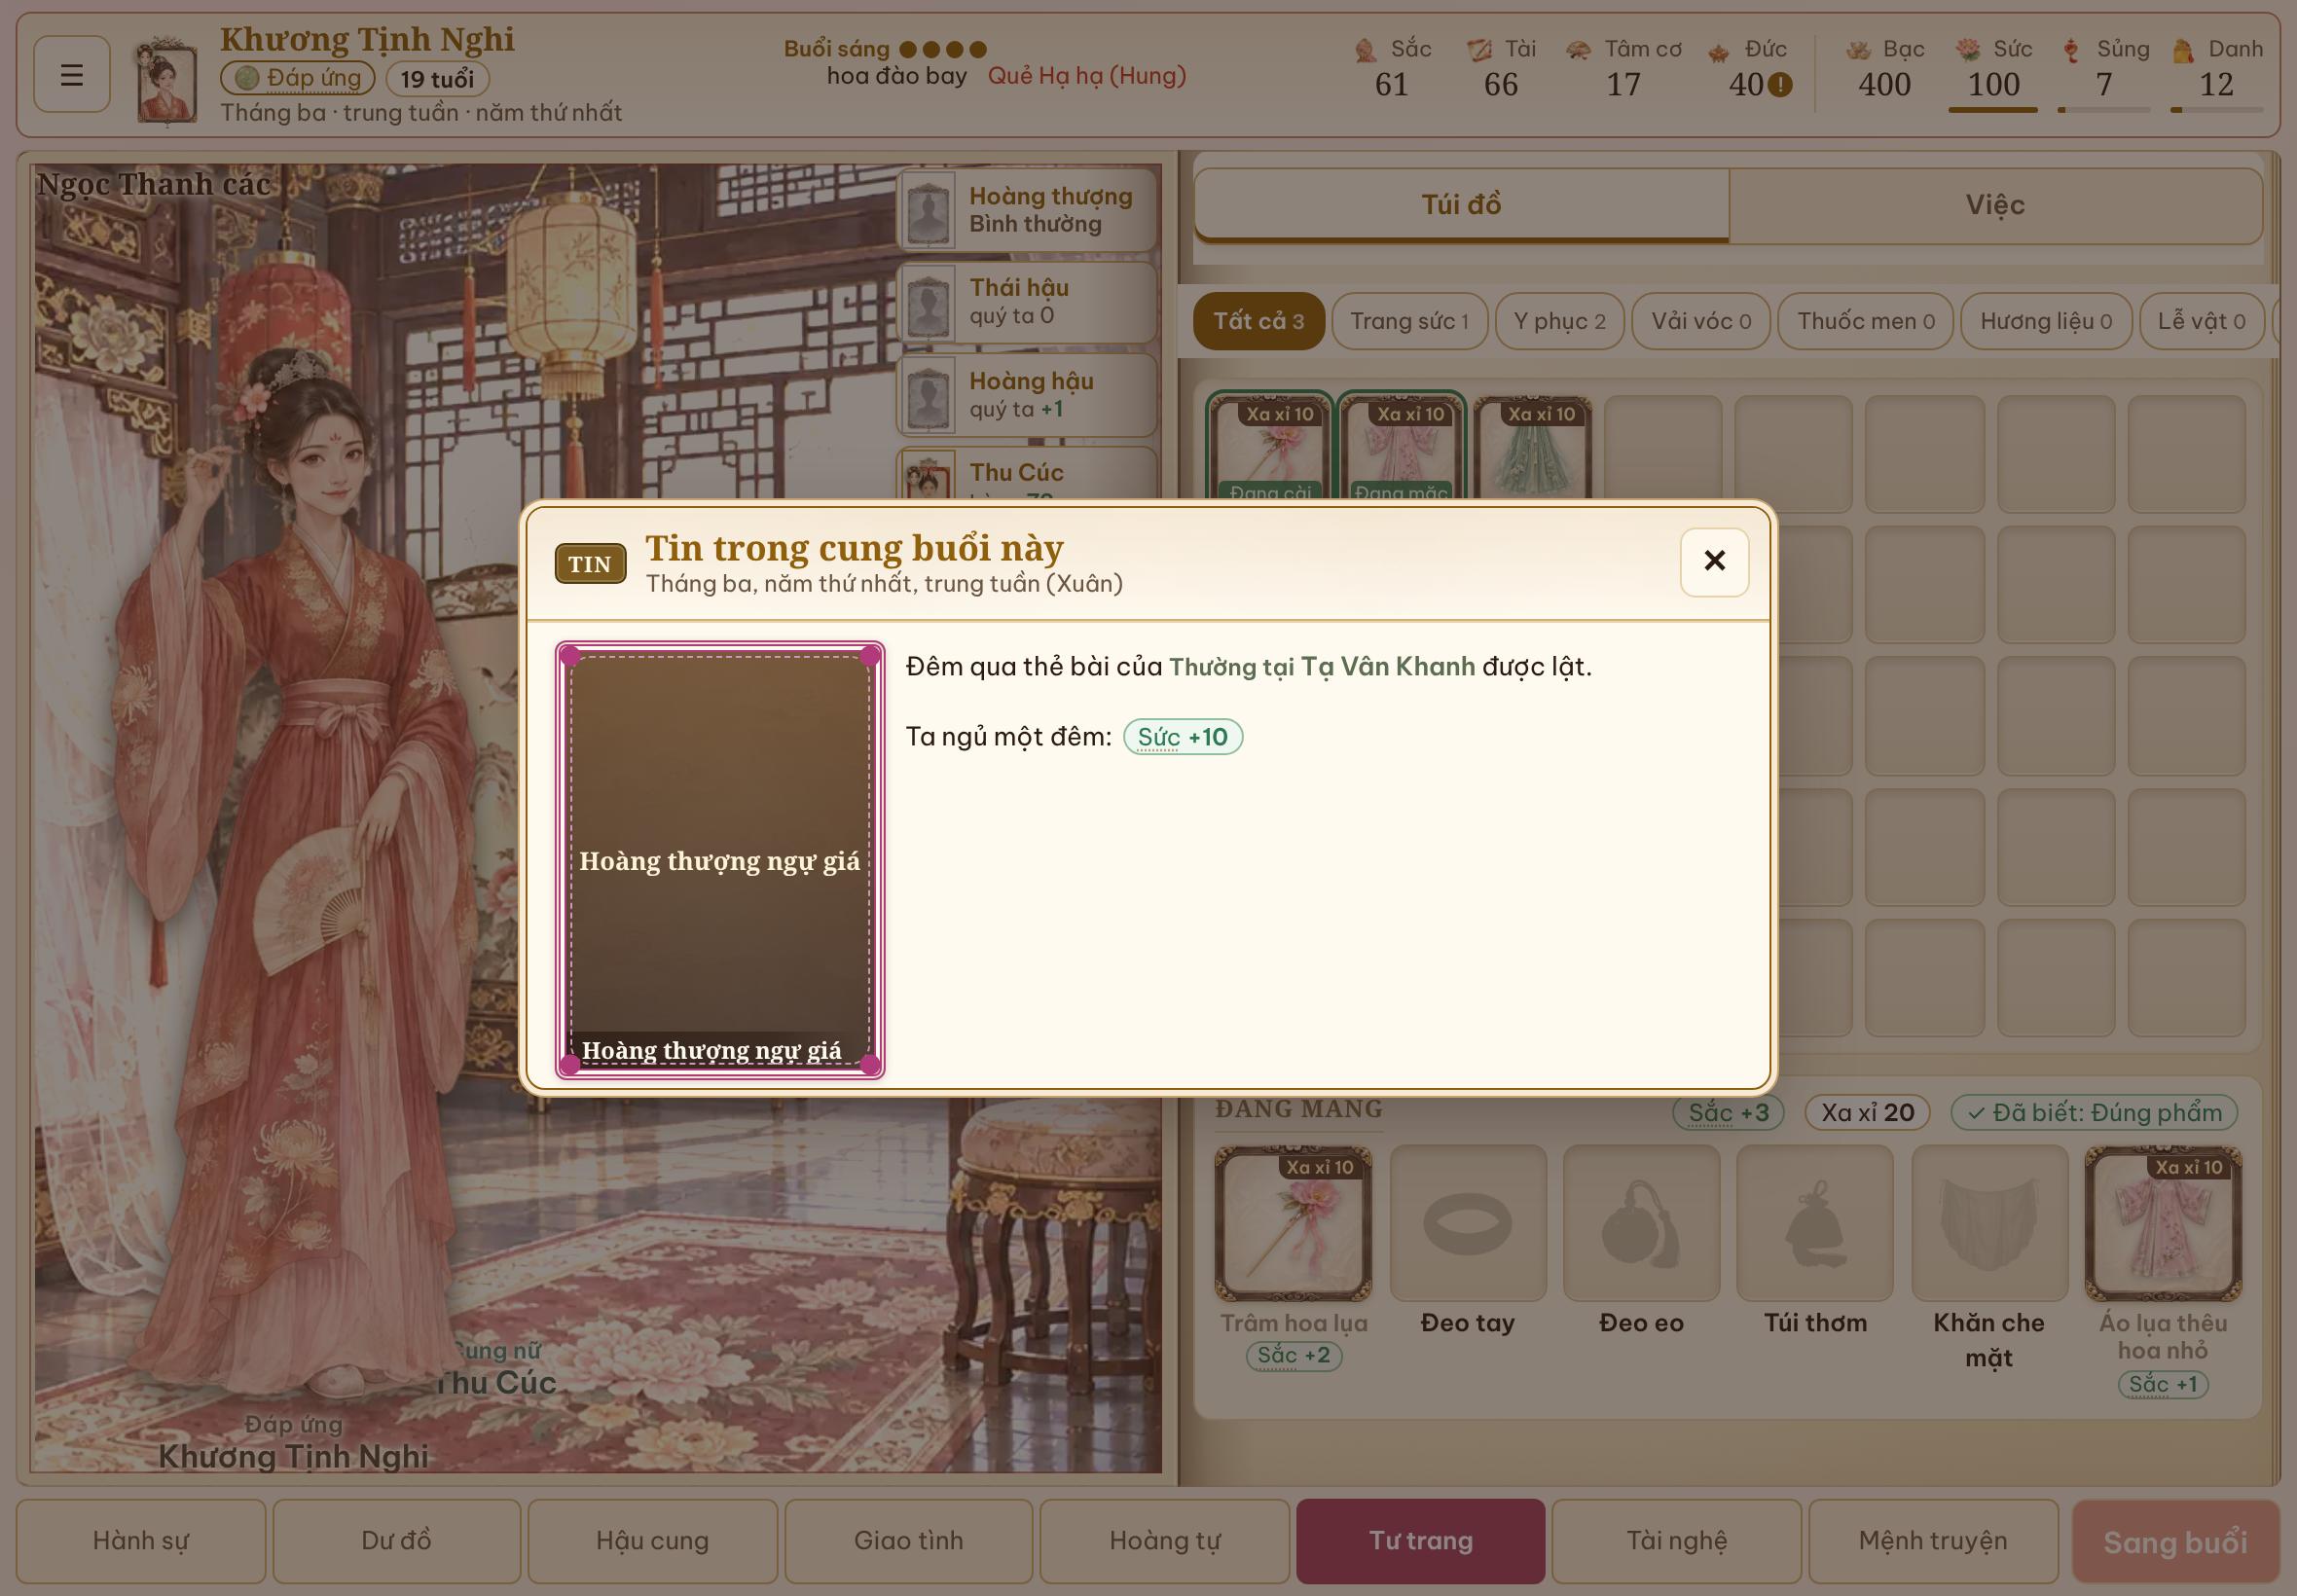 ☰
Khương Tịnh Nghi
Đáp ứng
19 tuổi
Tháng ba · trung tuần · năm thứ nhất
Buổi sáng
hoa đào bay Quẻ Hạ hạ (Hung)
Sắc
61
Tài
66
Tâm cơ
17
Đức
40 !
Bạc
400
Sức
100
Sủng
7
Danh
12
Ngọc Thanh các
Hoàng thượng
Bình thường
Thái hậu
quý ta 0
Hoàng hậu
quý ta +1
Thu Cúc
Túi đồ
Việc
Tất cả 3
Trang sức 1
Y phục 2
Vải vóc 0
Thuốc men 0
Hương liệu 0
Lễ vật 0
Xa xỉ 10
Đang cài
Xa xỉ 10
Đang mặc
Xa xỉ 10
TIN
Tin trong cung buổi này
Tháng ba, năm thứ nhất, trung tuần (Xuân)
✕
Hoàng thượng ngự giá
Hoàng thượng ngự giá
Đêm qua thẻ bài của Thường tại Tạ Vân Khanh được lật.
Ta ngủ một đêm: Sức +10
ĐANG MANG
Sắc +3
Xa xỉ 20
✓ Đã biết: Đúng phẩm
Xa xỉ 10
Trâm hoa lụa
Sắc +2
Đeo tay
Đeo eo
Túi thơm
Khăn che
mặt
Xa xỉ 10
Áo lụa thêu
hoa nhỏ
Sắc +1
Cung nữ
Thu Cúc
Đáp ứng
Khương Tịnh Nghi
Hành sự
Dư đồ
Hậu cung
Giao tình
Hoàng tự
Tư trang
Tài nghệ
Mệnh truyện
Sang buổi